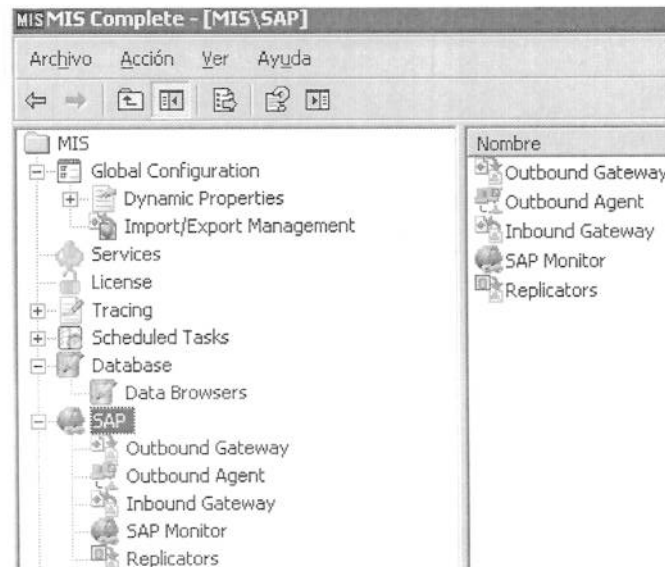 MIS MIS Complete - [MIS\SAP]
Archivo Acción Ver Ayuda
MIS
Global Configuration
Dynamic Properties
Import/Export Management
Services
License
Tracing
Scheduled Tasks
Database
Data Browsers
SAP
Outbound Gateway
Outbound Agent
Inbound Gateway
SAP Monitor
Replicators
Nombre
Outbound Gateway
Outbound Agent
Inbound Gateway
SAP Monitor
Replicators